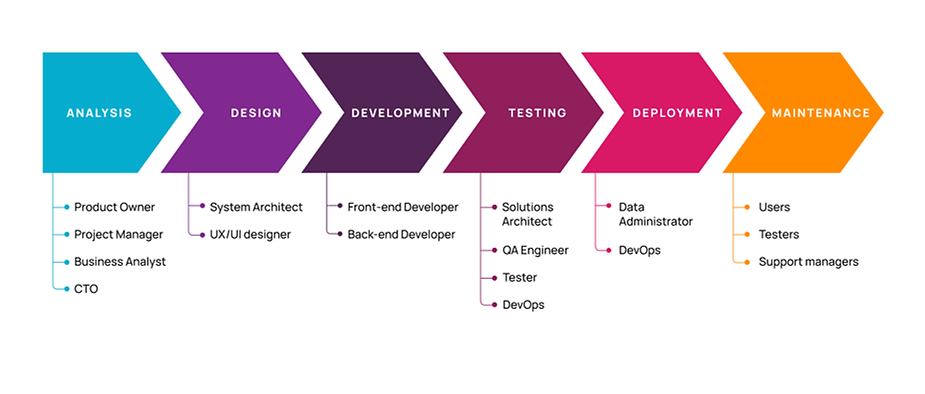 ANALYSIS
DESIGN
DEVELOPMENT
TESTING
DEPLOYMENT
MAINTENANCE
Product Owner
Project Manager
Business Analyst
CTO
System Architect
UX/UI designer
Front-end Developer
Back-end Developer
Solutions
Architect
QA Engineer
Tester
DevOps
Data
Administrator
DevOps
Users
Testers
Support managers